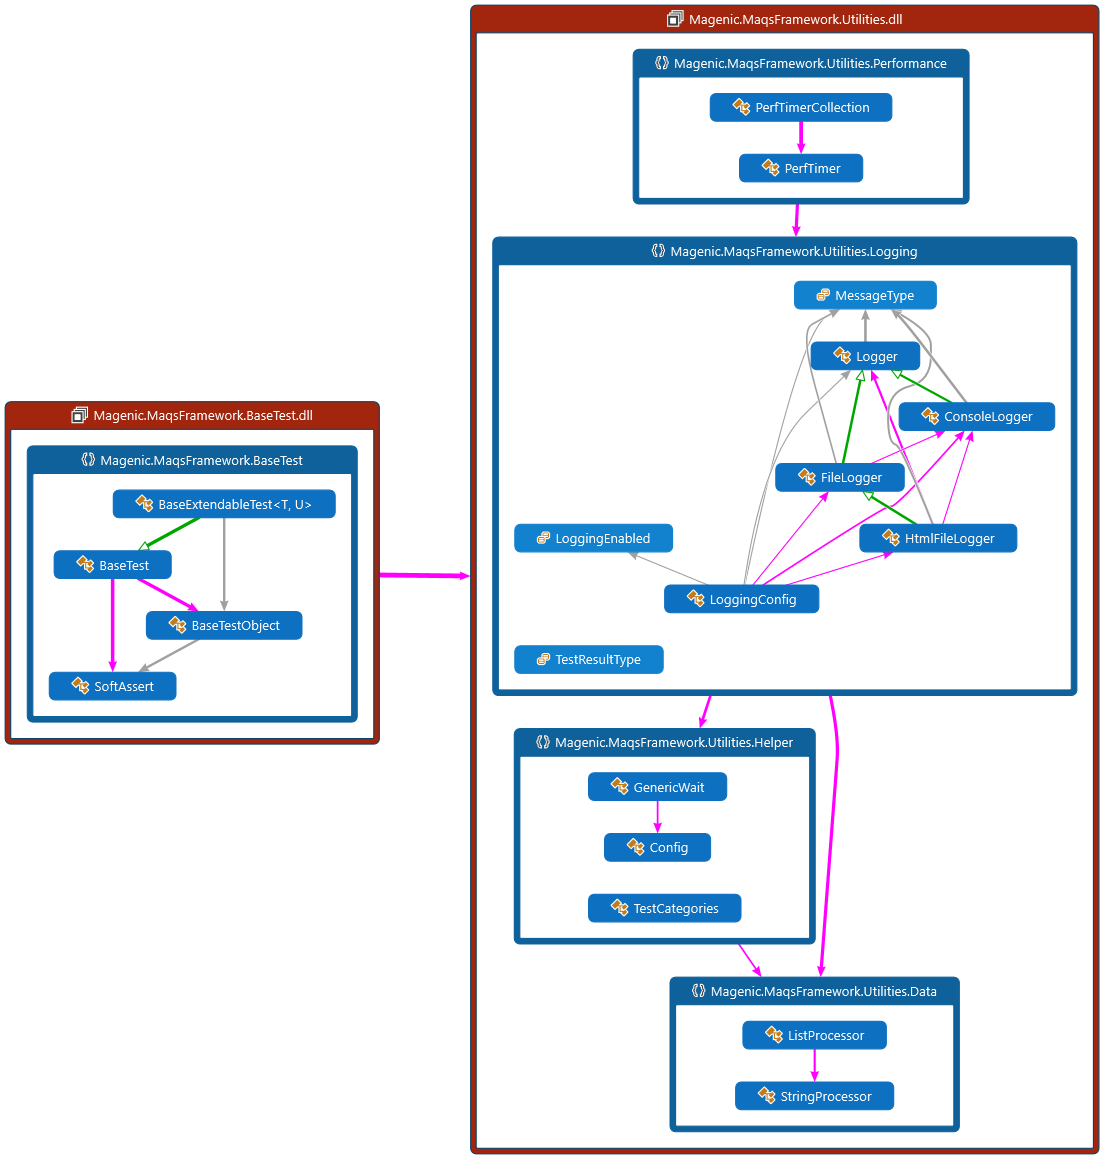 Magenic.MaqsFramework.Utilities.dll
Magenic.MaqsFramework.Utilities.Performance
PerfTimerCollection
PerfTimer
Magenic.MaqsFramework.Utilities.Logging
MessageType
Logger
ConsoleLogger
FileLogger
LoggingEnabled
HtmlFileLogger
LoggingConfig
TestResultType
Magenic.MaqsFramework.BaseTest.dll
Magenic.MaqsFramework.BaseTest
BaseExtendableTest<T, U>
BaseTest
BaseTestObject
SoftAssert
Magenic.MaqsFramework.Utilities.Helper
GenericWait
Config
TestCategories
Magenic.MaqsFramework.Utilities.Data
ListProcessor
StringProcessor